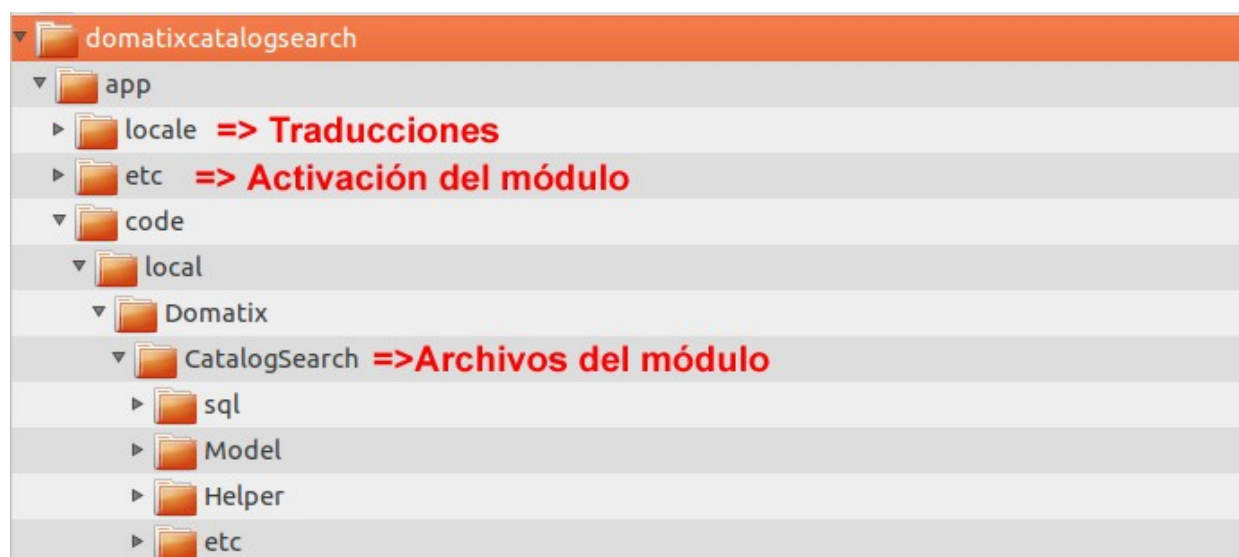 domatixcatalogsearch
app
locale => Traducciones
etc => Activación del módulo
code
local
Domatix
CatalogSearch =>Archivos del módulo
sql
Model
Helper
etc